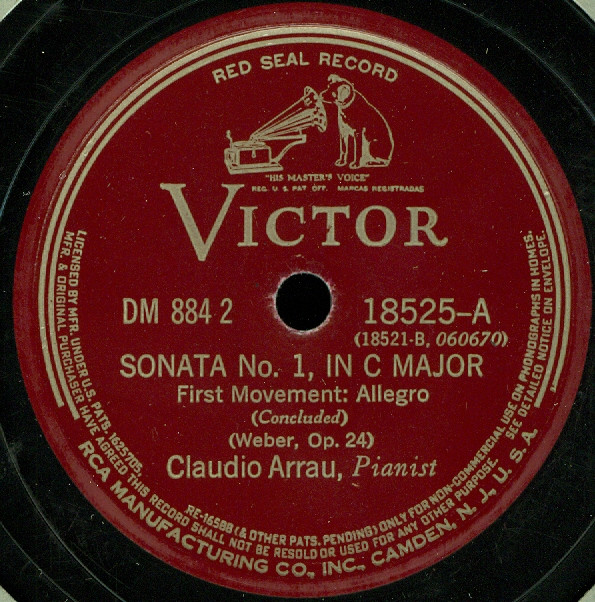 RED SEAL RECORD
"HIS MASTER'S VOICE"
REG. U.S. PAT. OFF. MARCAS REGISTRADAS
VICTOR
DM 884 2
18525-A
(18521-B, 060670)
SONATA No. 1, IN C MAJOR
First Movement: Allegro
(Concluded)
(Weber, Op. 24)
Claudio Arrau, Pianist
LICENSED BY MFR. UNDER U.S. PATS. 1625705,
RE-16588 (& OTHER PATS. PENDING) ONLY FOR NON-COMMERCIAL USE ON PHONOGRAPHS IN HOMES.
MFR. & ORIGINAL PURCHASER HAVE AGREED THIS RECORD SHALL NOT BE RESOLD OR USED FOR ANY OTHER PURPOSE. SEE DETAILED NOTICE ON ENVELOPE.
RCA MANUFACTURING CO., INC., CAMDEN, N. J., U. S. A.